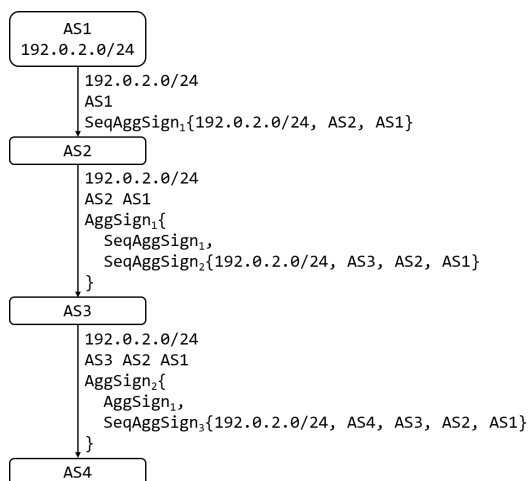 AS1
192.0.2.0/24
192.0.2.0/24
AS1
SeqAggSign₁{192.0.2.0/24, AS2, AS1}
AS2
192.0.2.0/24
AS2 AS1
AggSign₁{
SeqAggSign₁,
SeqAggSign₂{192.0.2.0/24, AS3, AS2, AS1}
}
AS3
192.0.2.0/24
AS3 AS2 AS1
AggSign₂{
AggSign₁,
SeqAggSign₃{192.0.2.0/24, AS4, AS3, AS2, AS1}
}
AS4